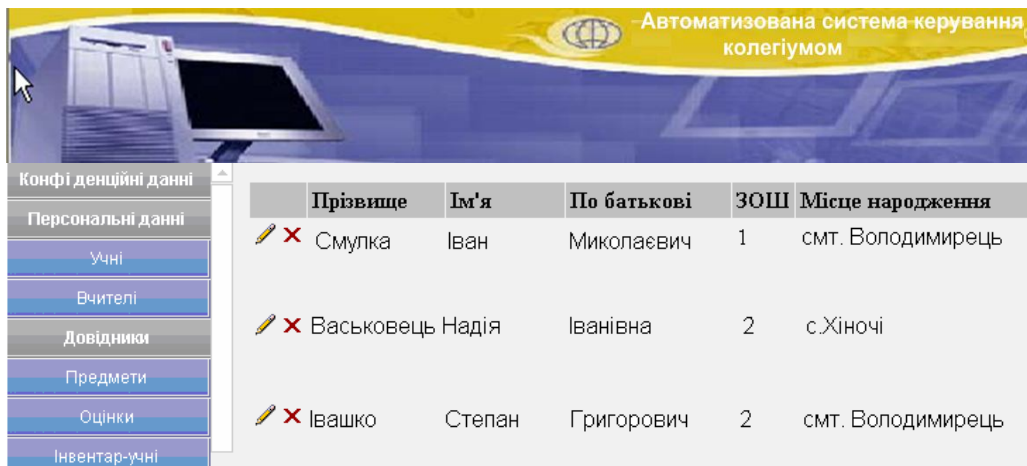 Автоматизована система керування
колегіумом
Конфі денційні данні
Персональні данні
Учні
Вчителі
Довідники
Предмети
Оцінки
Інвентар-учні
Прізвище Ім'я По батькові ЗОШ Місце народження
Смулка Іван Миколаєвич 1 смт. Володимирець
Васьковець Надія Іванівна 2 с.Хіночі
Івашко Степан Григорович 2 смт. Володимирець